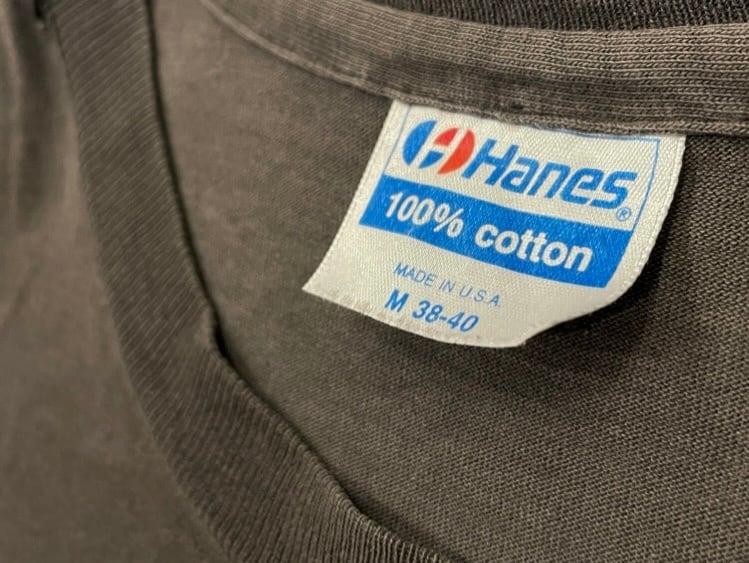 Hanes®
100% cotton
MADE IN U.S.A.
M 38-40